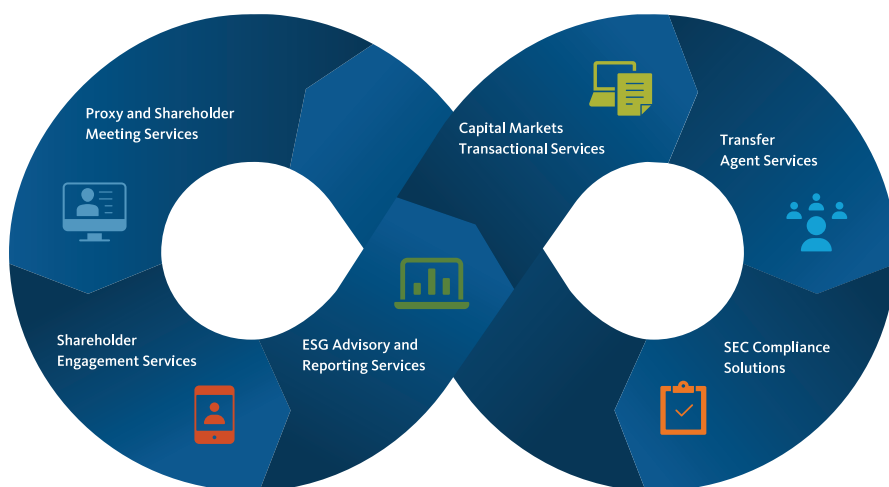 Proxy and Shareholder
Meeting Services
Capital Markets
Transactional Services
Transfer
Agent Services
Shareholder
Engagement Services
ESG Advisory and
Reporting Services
SEC Compliance
Solutions